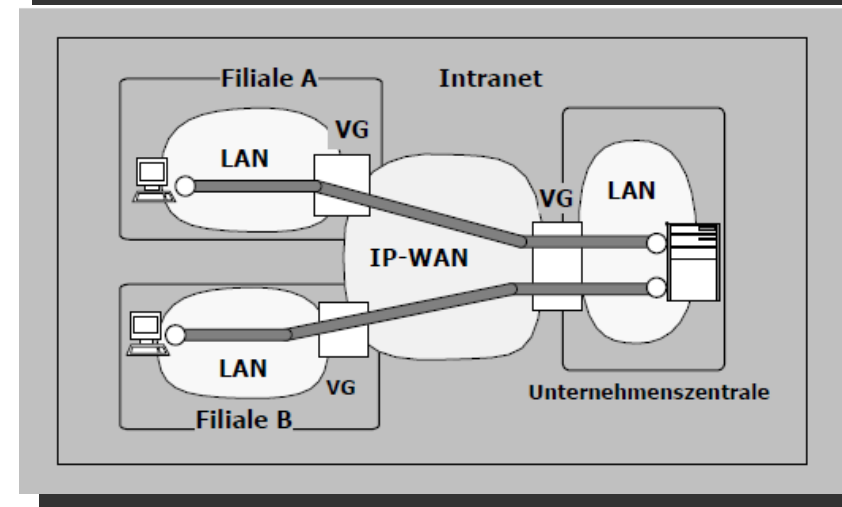 Filiale A
Intranet
VG
LAN
VG
LAN
IP-WAN
LAN
VG
Unternehmenszentrale
Filiale B